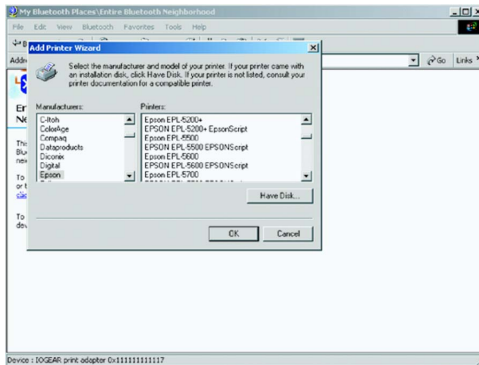 My Bluetooth Places\Entire Bluetooth Neighborhood
File Edit View Bluetooth Favorites Tools Help
Add Printer Wizard
Go Links
Select the manufacturer and model of your printer. If your printer came with
an installation disk, click Have Disk. If your printer is not listed, consult your
printer documentation for a compatible printer.
Manufacturers: Printers:
C-Itoh Epson EPL-5200+
ColorAge EPSON EPL-5200+ EpsonScript
Compaq Epson EPL-5500
Dataproducts EPSON EPL-5500 EPSONScript
Diconix Epson EPL-5600
Digital EPSON EPL-5600 EPSONScript
Epson Epson EPL-5700
Have Disk...
To
OK Cancel
Device : IOGEAR print adaptor 0x111111111117